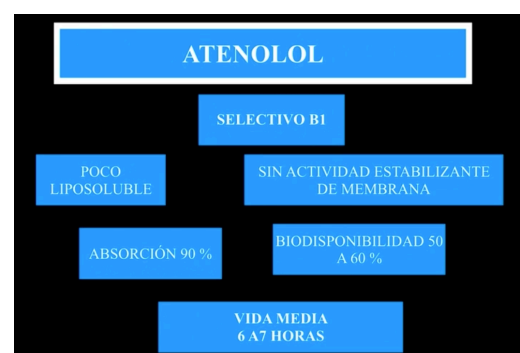 ATENOLOL
SELECTIVO B1
POCO
LIPOSOLUBLE
SIN ACTIVIDAD ESTABILIZANTE
DE MEMBRANA
ABSORCIÓN 90 %
BIODISPONIBILIDAD 50
A 60 %
VIDA MEDIA
6 A7 HORAS